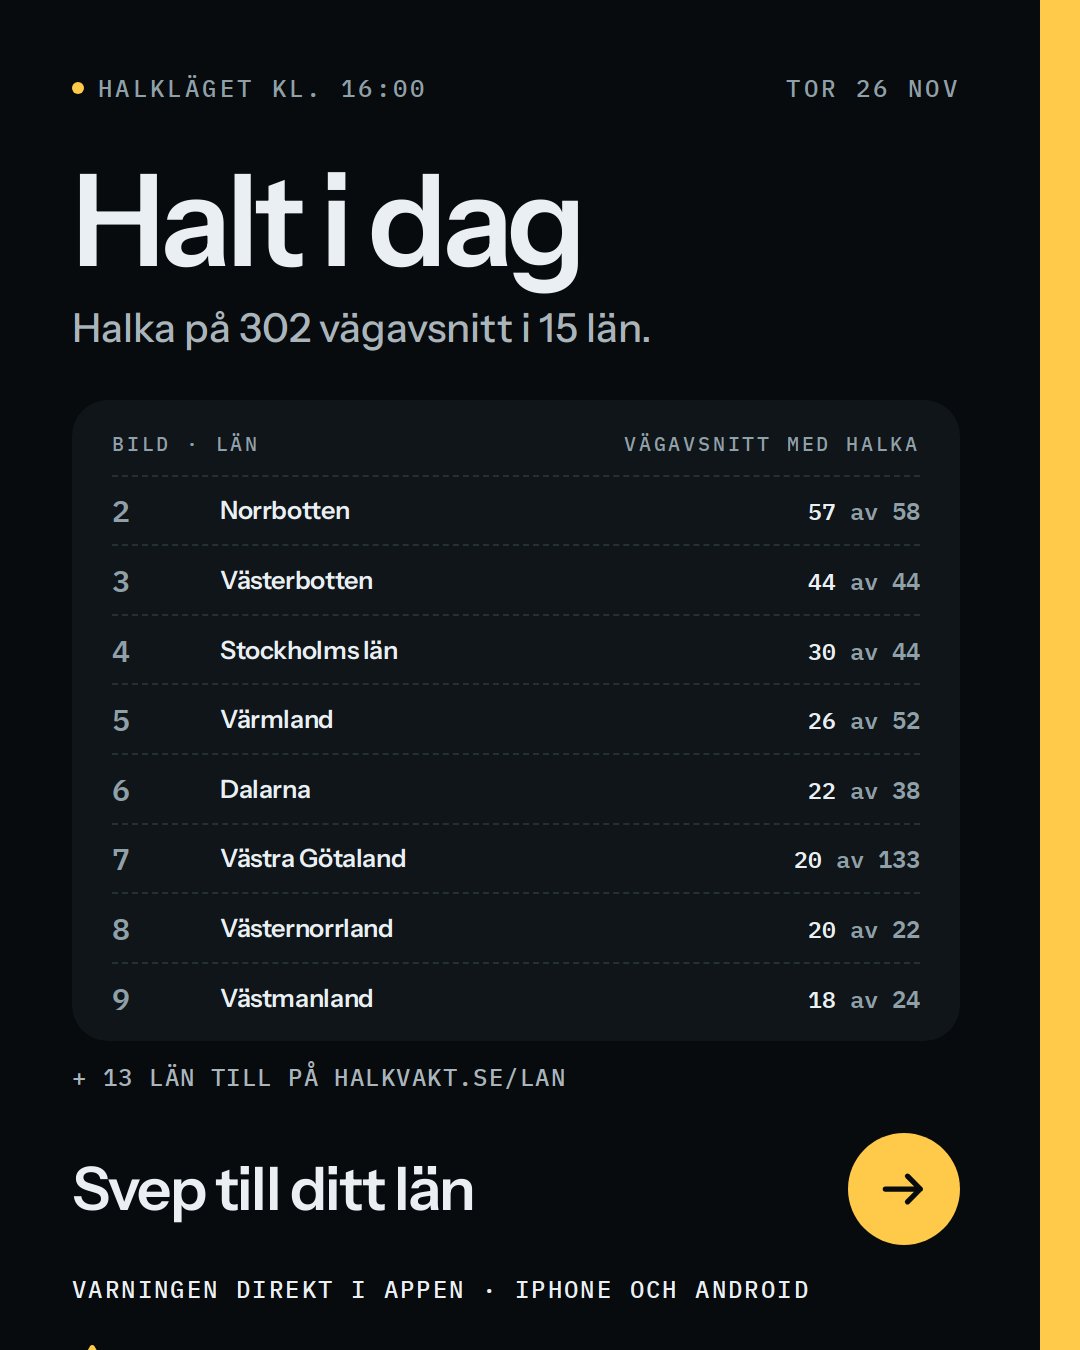 HALKLÄGET KL. 16:00 TOR 26 NOV
Halt i dag
Halka på 302 vägavsnitt i 15 län.
BILD · LÄN VÄGAVSNITT MED HALKA
2 Norrbotten 57 av 58
3 Västerbotten 44 av 44
4 Stockholms län 30 av 44
5 Värmland 26 av 52
6 Dalarna 22 av 38
7 Västra Götaland 20 av 133
8 Västernorrland 20 av 22
9 Västmanland 18 av 24
+ 13 LÄN TILL PÅ HALKVAKT.SE/LAN
Svep till ditt län
VARNINGEN DIREKT I APPEN · IPHONE OCH ANDROID